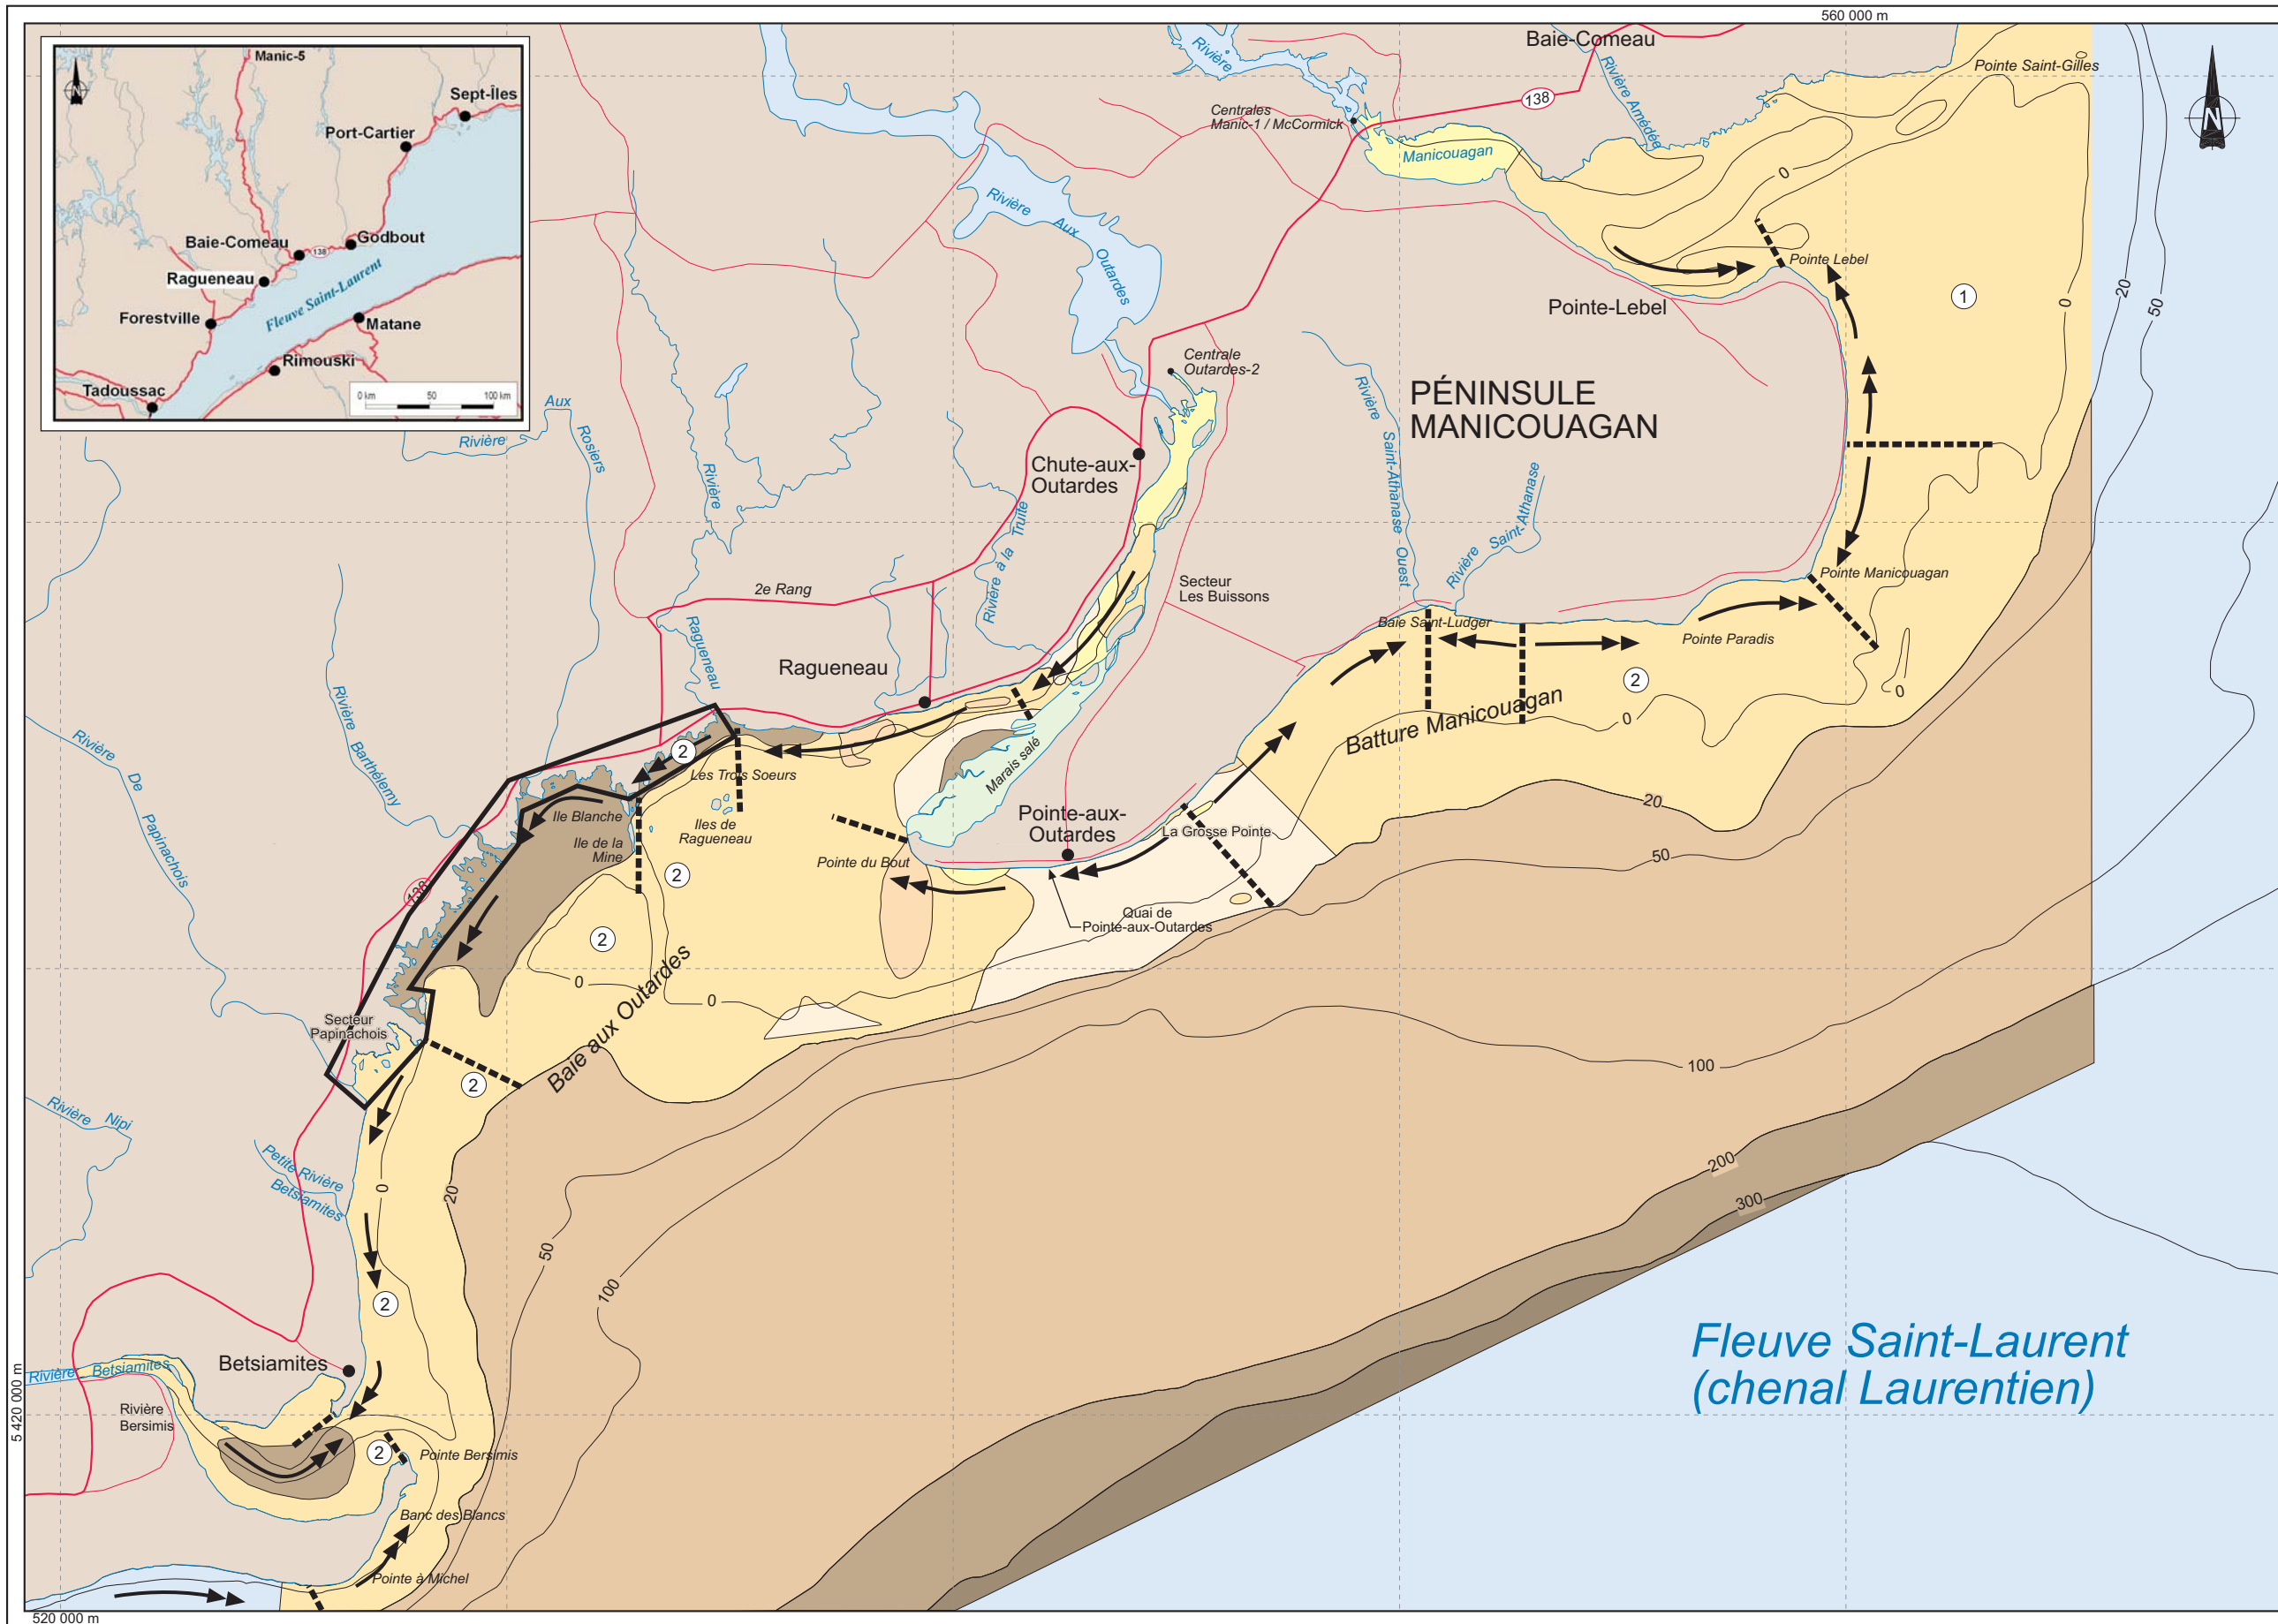 560 000 m
Manic-5
Sept-Îles
Port-Cartier
Godbout
Baie-Comeau
138
Ragueneau
Fleuve Saint-Laurent
Forestville
Matane
Rimouski
Tadoussac
0 km 50 100 km
N
Rivière
Baie-Comeau
Rivière Amédée
Pointe Saint-Gilles
N
Centrales
Manic-1 / McCormick
138
Manicouagan
0
Rivière Aux Outardes
Pointe Lebel
Pointe-Lebel
1
0
20
50
Centrale
Outardes-2
PÉNINSULE
MANICOUAGAN
Rivière Saint-Athanase Ouest
Rivière Saint-Athanase
Rivière Aux Rosiers
Rivière Ragueneau
Chute-aux-
Outardes
Rivière à la Truite
2e Rang
Secteur
Les Buissons
Pointe Manicouagan
Baie Saint-Ludger
Pointe Paradis
2
0
0
Batture Manicouagan
Ragueneau
Rivière Barthélemy
Rivière De Papinachois
2
Les Trois Soeurs
Marais salé
Ile Blanche
Ile de la
Mine
Iles de
Ragueneau
Pointe-aux-
Outardes
La Grosse Pointe
Pointe du Bout
20
50
2
138
Quai de
Pointe-aux-Outardes
2
0
0
Baie aux Outardes
Secteur
Papinachois
100
2
Rivière Nipi
Petite Rivière
Betsiamites
0
20
200
300
50
100
2
Fleuve Saint-Laurent
(chenal Laurentien)
Betsiamites
Rivière Betsiamites
Rivière
Bersimis
5 420 000 m
2
Pointe Bersimis
Banc des Blancs
Pointe à Michel
520 000 m